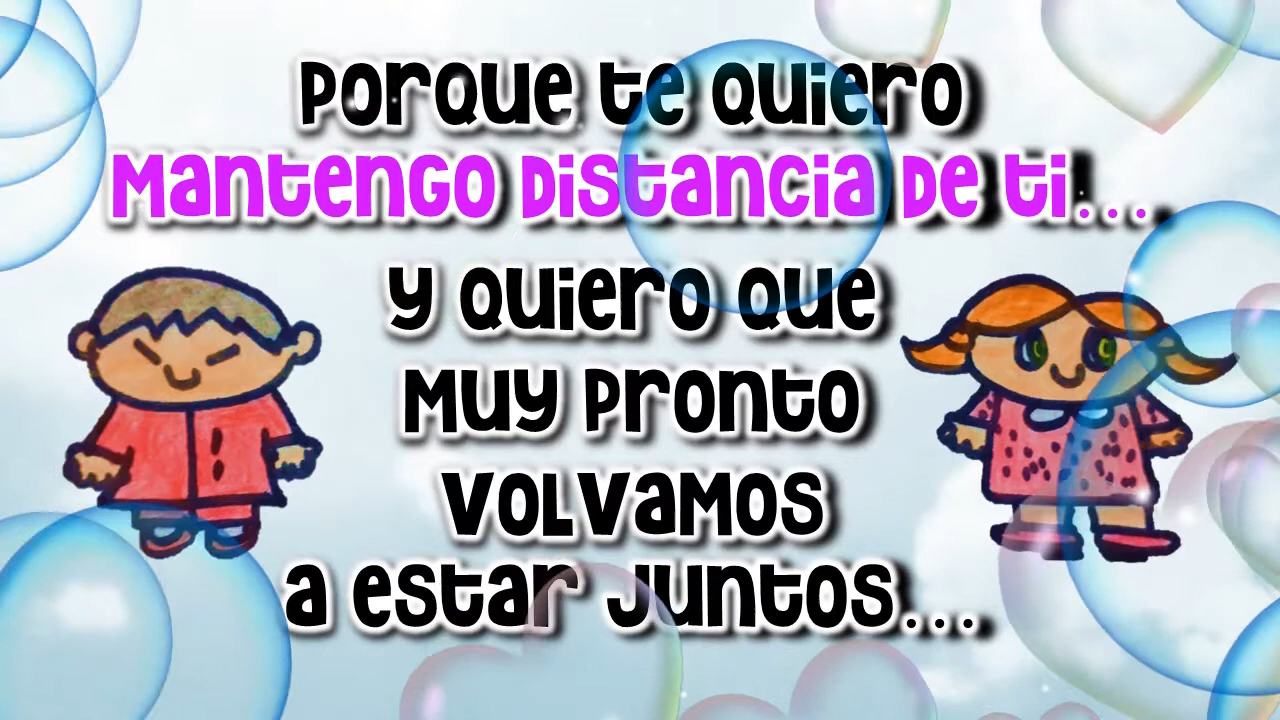 Porque te quiero
Mantengo distancia de ti...
y quiero que
Muy pronto
volvamos
a estar juntos...